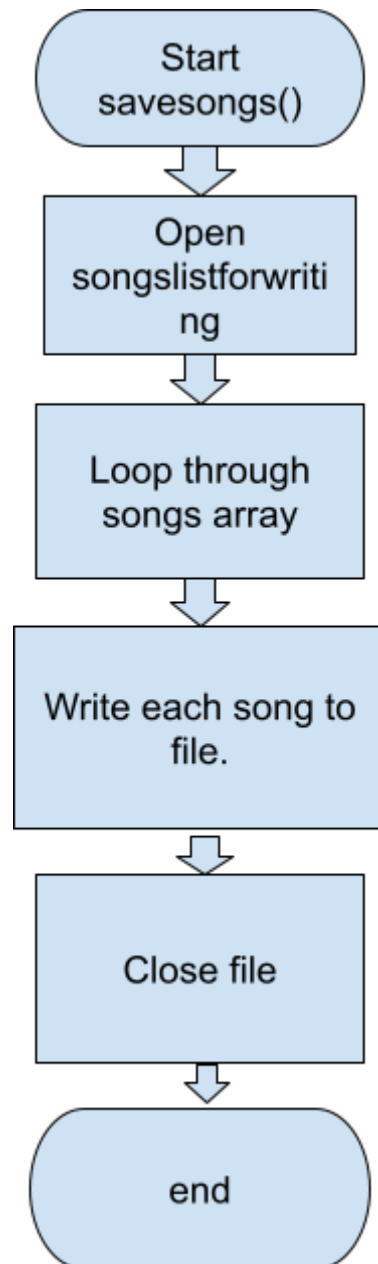 Start
savesongs()
Open
songslistforwriti
ng
Loop through
songs array
Write each song to
file.
Close file
end